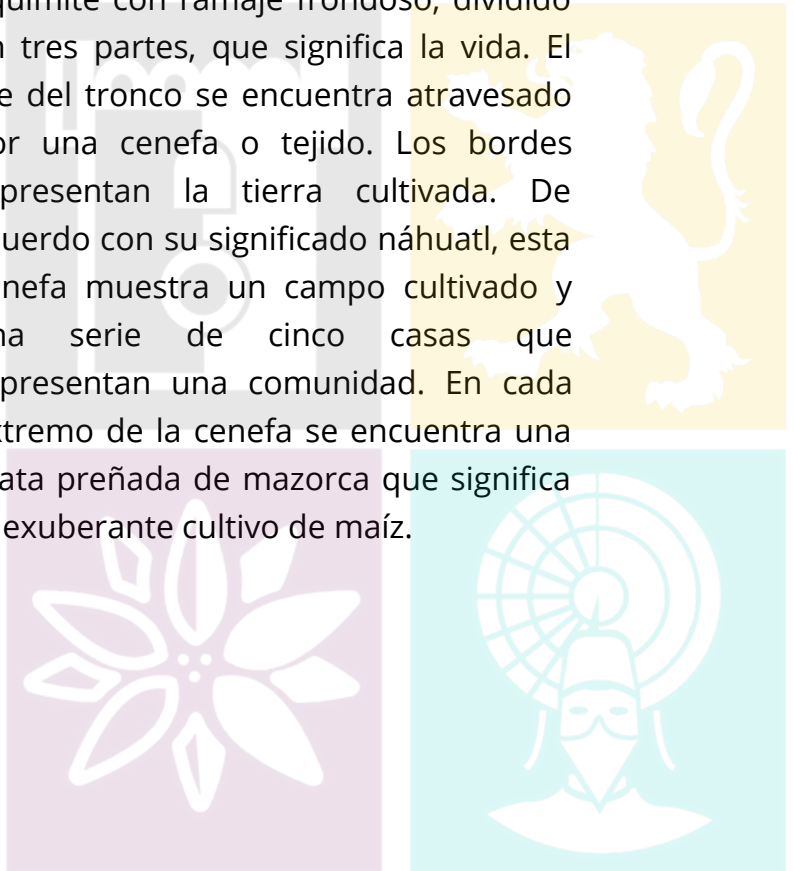 quimite con ramaje frondoso, dividido
n tres partes, que significa la vida. El
e del tronco se encuentra atravesado
or una cenefa o tejido. Los bordes
presentan la tierra cultivada. De
uerdo con su significado náhuatl, esta
nefa muestra un campo cultivado y
na serie de cinco casas que
presentan una comunidad. En cada
xtremo de la cenefa se encuentra una
ata preñada de mazorca que significa
exuberante cultivo de maíz.